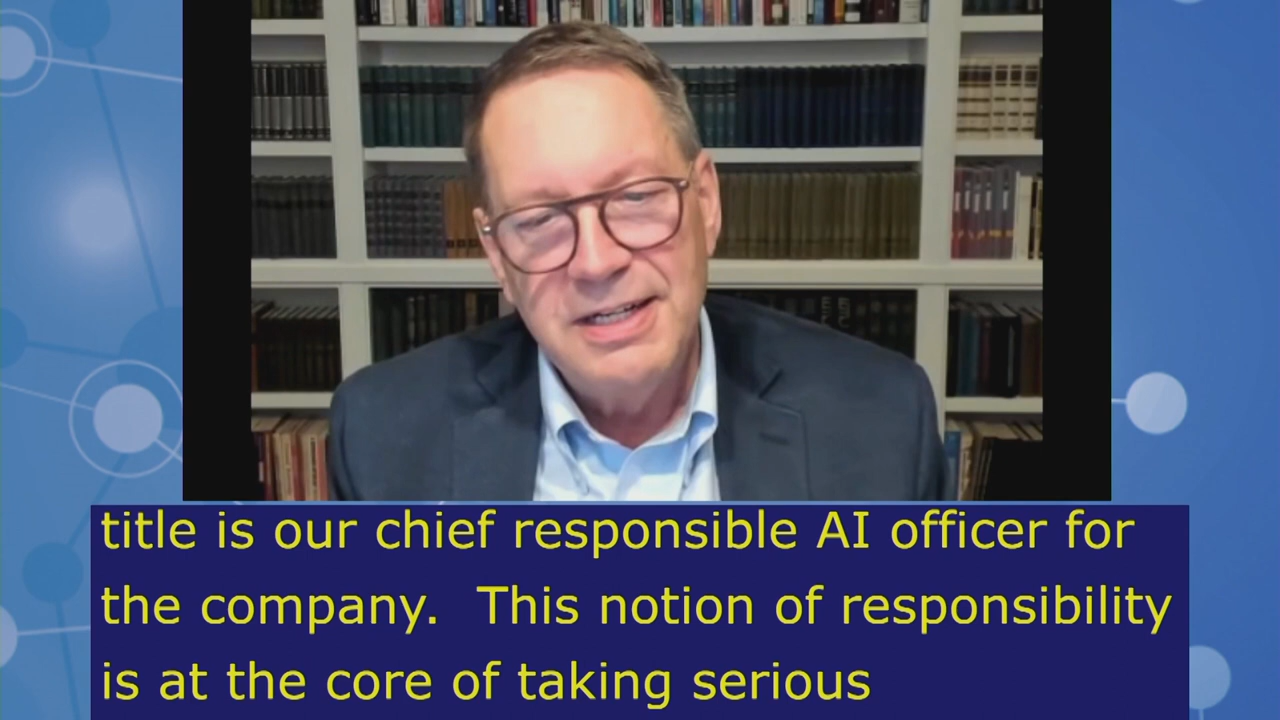 title is our chief responsible AI officer for
the company.  This notion of responsibility
is at the core of taking serious